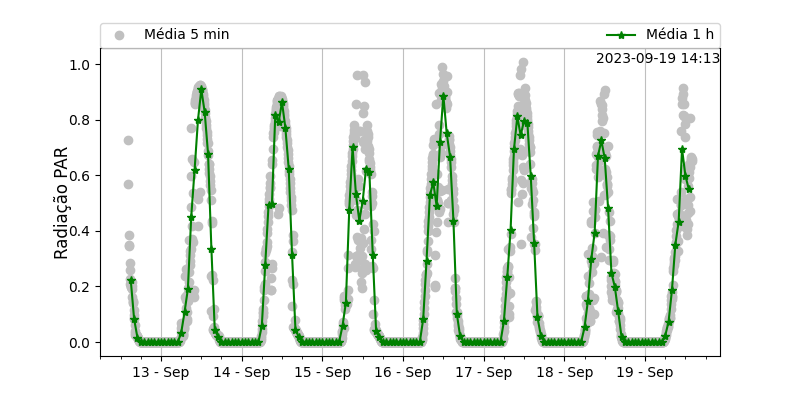 Média 5 min
Média 1 h
2023-09-19 14:13
Radiação PAR
1.0
0.8
0.6
0.4
0.2
0.0
13 - Sep
14 - Sep
15 - Sep
16 - Sep
17 - Sep
18 - Sep
19 - Sep